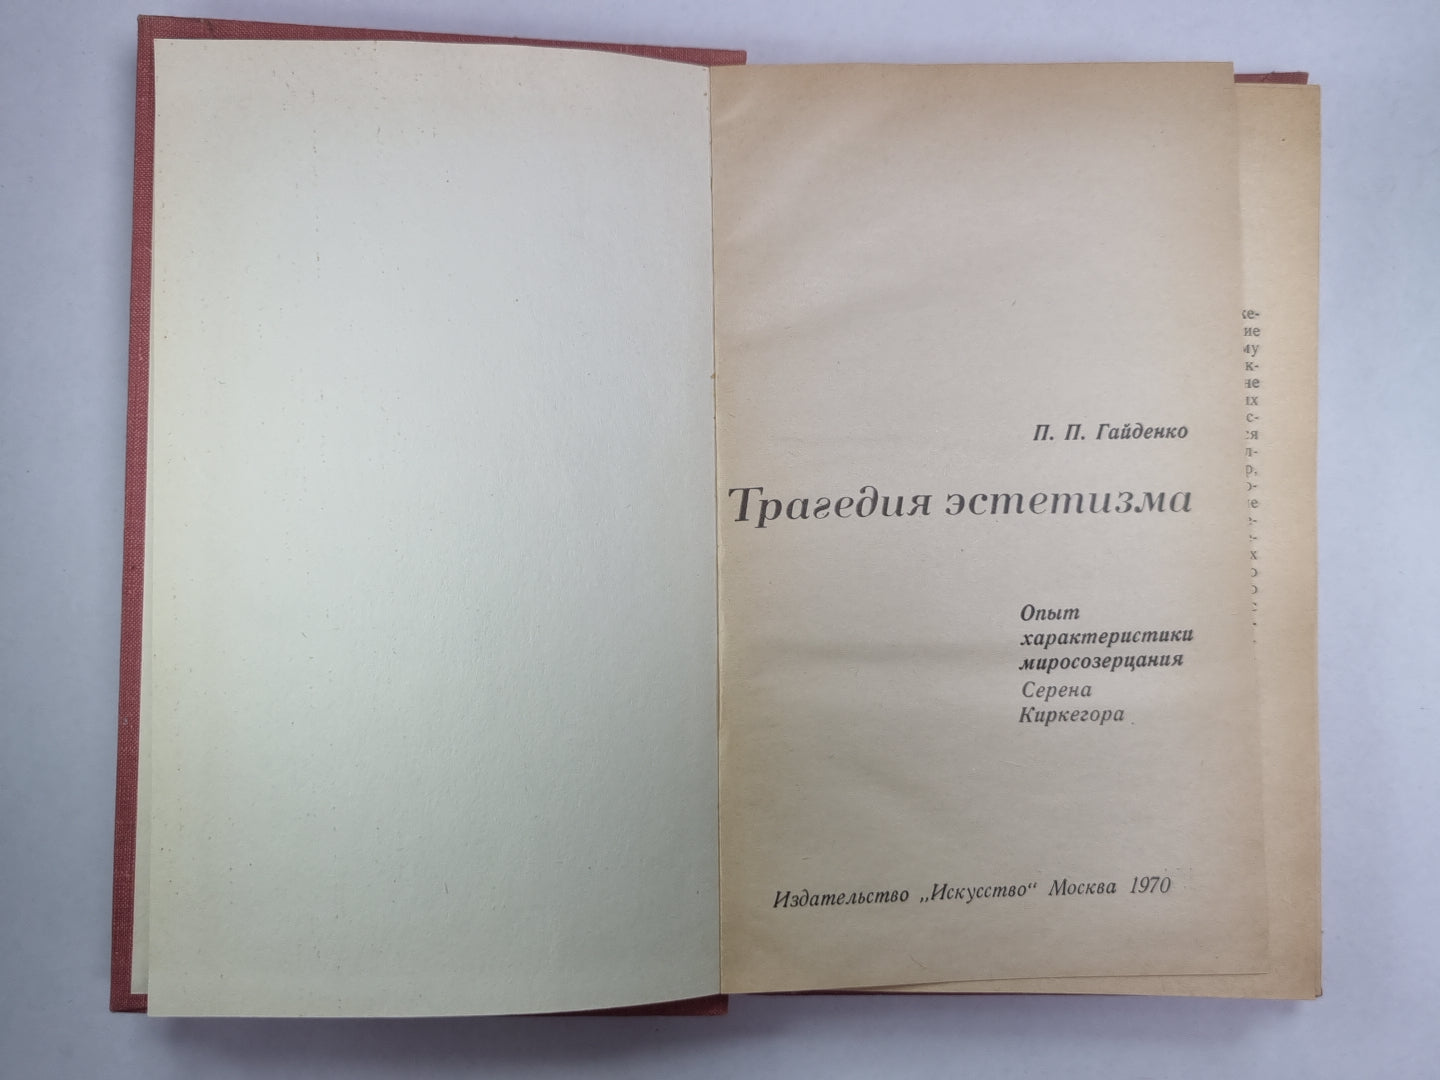 П. П. Гайденко
Трагедия эстетизма
Опыт
характеристики
миросозерцания
Серена
Киркегора
Издательство „Искусство“ Москва 1970